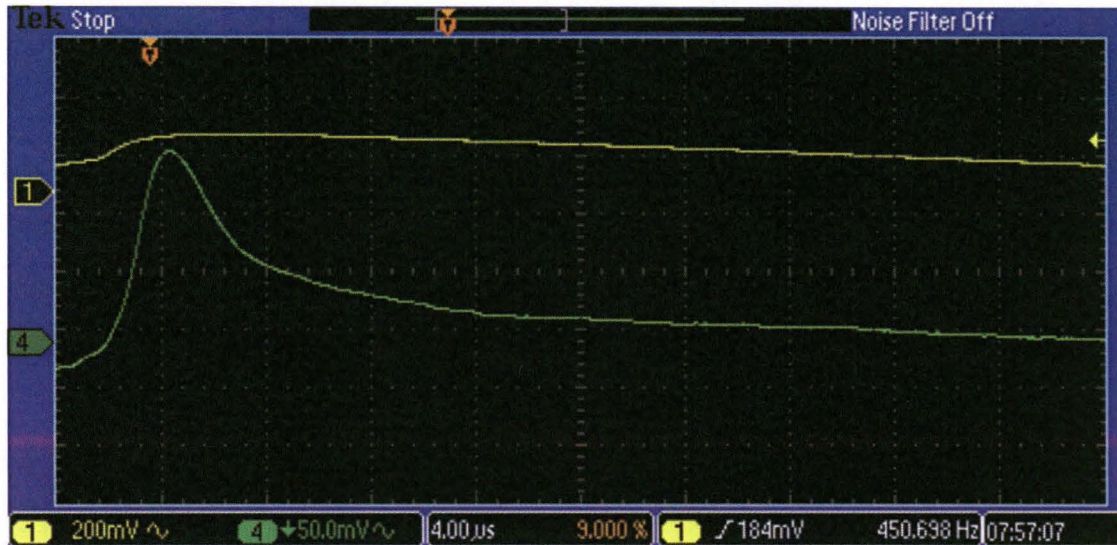 Tek Stop Noise Filter Off
T
T
1
4
1 200mV 4 50.0mV 4.00µs 9.000 % 1 184mV 450.698 Hz 07:57:07